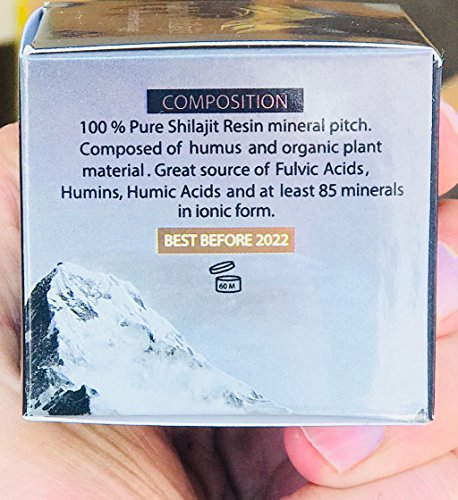 COMPOSITION
100 % Pure Shilajit Resin mineral pitch.
Composed of humus and organic plant
material. Great source of Fulvic Acids,
Humins, Humic Acids and at least 85 minerals
in ionic form.
BEST BEFORE 2022
60 M